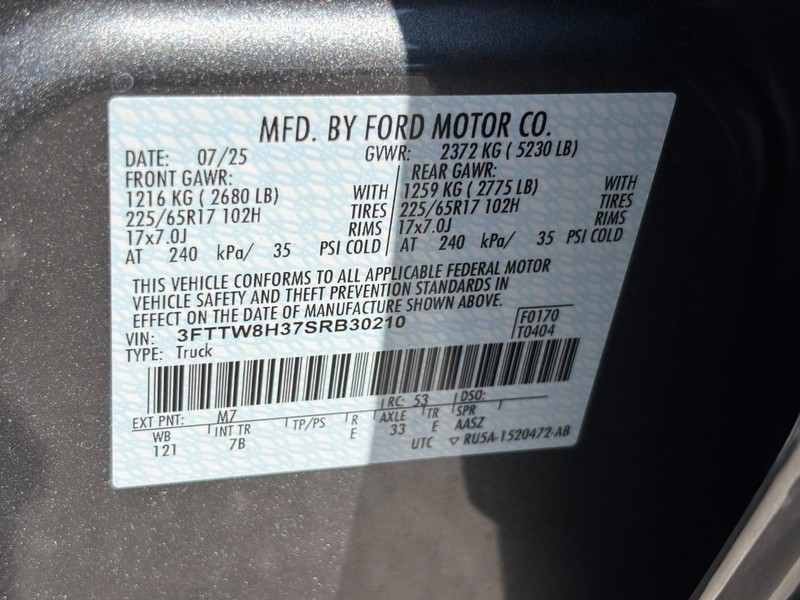 MFD. BY FORD MOTOR CO.
DATE: 07/25 GVWR: 2372 KG ( 5230 LB)
FRONT GAWR: REAR GAWR:
1216 KG ( 2680 LB) WITH 1259 KG ( 2775 LB) WITH
225/65R17 102H TIRES 225/65R17 102H TIRES
17x7.0J RIMS 17x7.0J RIMS
AT 240 kPa/ 35 PSI COLD AT 240 kPa/ 35 PSI COLD
THIS VEHICLE CONFORMS TO ALL APPLICABLE FEDERAL MOTOR
VEHICLE SAFETY AND THEFT PREVENTION STANDARDS IN
EFFECT ON THE DATE OF MANUFACTURE SHOWN ABOVE.
VIN: 3FTTW8H37SRB30210 F0170
TYPE: Truck T0404
EXT PNT: M7 RC: 53 DSO:
WB INT TR TP/PS R AXLE TR SPR
121 7B E 33 E AASZ
UTC ▽ RU5A-1520472-AB